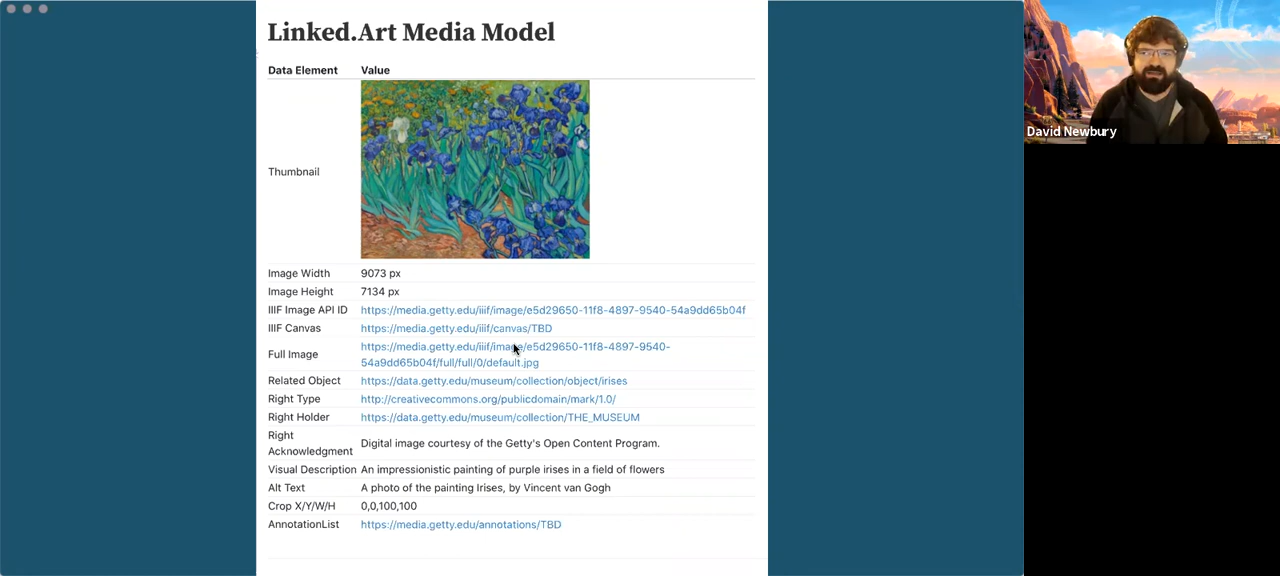 Linked.Art Media Model
Data Element Value
Thumbnail
Image Width 9073 px
Image Height 7134 px
IIIF Image API ID https://media.getty.edu/iiif/image/e5d29650-11f8-4897-9540-54a9dd65b04f
IIIF Canvas https://media.getty.edu/iiif/canvas/TBD
Full Image https://media.getty.edu/iiif/image/e5d29650-11f8-4897-9540-
54a9dd65b04f/full/full/0/default.jpg
Related Object https://data.getty.edu/museum/collection/object/irises
Right Type http://creativecommons.org/publicdomain/mark/1.0/
Right Holder https://data.getty.edu/museum/collection/THE_MUSEUM
Right
Acknowledgment Digital image courtesy of the Getty's Open Content Program.
Visual Description An impressionistic painting of purple irises in a field of flowers
Alt Text A photo of the painting Irises, by Vincent van Gogh
Crop X/Y/W/H 0,0,100,100
AnnotationList https://media.getty.edu/annotations/TBD
David Newbury